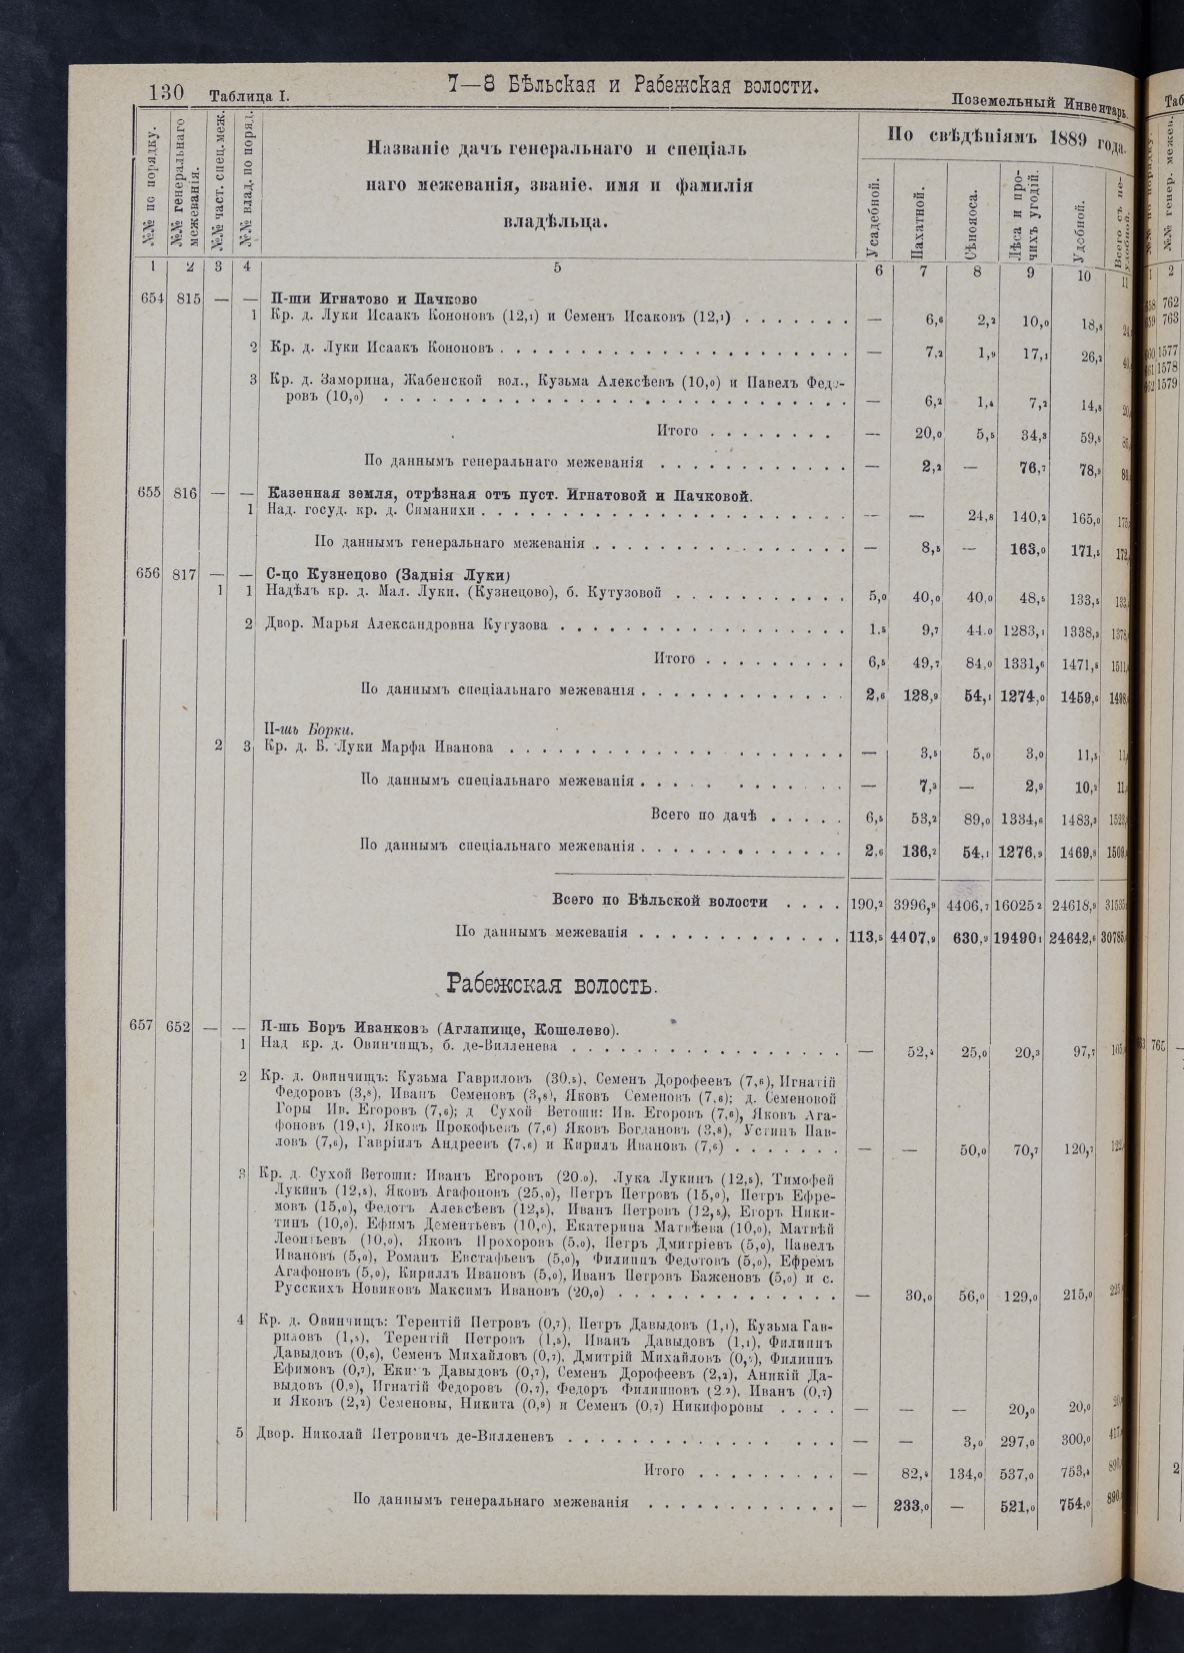 130 Таблица I. 7—8 Бѣльская и Рабежская волости. Поземельный Инвентарь.
№№ по порядку.
№№ генеральнаго межеванія.
№№ част. спец. меж.
№№ влад. по поряд.
Названіе дачъ генеральнаго и спеціаль
наго межеванія, званіе. имя и фамилія
владѣльца.
По свѣдѣніямъ 1889 года.
Усадебной.
Пахатной.
Сѣнокоса.
Лѣса и про-
чихъ угодій.
Удобной.
Всего съ не-
удобной.
1 2 3 4 5 6 7 8 9 10 11
654 815 — — П-ши Игнатово и Пачково
1 Кр. д. Луки Исаакъ Кононовъ (12,1) и Семенъ Исаковъ (12,1) — 6,6 2,2 10,0 18,8
2 Кр. д. Луки Исаакъ Кононовъ — 7,2 1,9 17,1 26,2
3 Кр. д. Заморина, Жабенской вол., Кузьма Алексѣевъ (10,0) и Павелъ Федо-
ровъ (10,0) — 6,2 1,4 7,2 14,8
Итого — 20,0 5,5 34,3 59,8
По даннымъ генеральнаго межеванія — 2,2 — 76,7 78,9
655 816 — — Казенная земля, отрѣзная отъ пуст. Игнатовой и Пачковой.
1 Над. госуд. кр. д. Симанихи — — 24,8 140,2 165,0
По даннымъ генеральнаго межеванія — 8,5 — 163,0 171,5
656 817 — — С-цо Кузнецово (Заднія Луки)
1 1 Надѣлъ кр. д. Мал. Луки, (Кузнецово), б. Кутузовой 5,0 40,0 40,0 48,5 133,5
2 Двор. Марья Александровна Кутузова 1,5 9,7 44,0 1283,1 1338,3
Итого 6,5 49,7 84,0 1331,6 1471,8
По даннымъ спеціальнаго межеванія 2,6 128,9 54,1 1274,0 1459,6
П-шь Борки.
2 3 Кр. д. Б. Луки Марфа Иванова — 3,5 5,0 3,0 11,5
По даннымъ спеціальнаго межеванія — 7,3 — 2,9 10,2
Всего по дачѣ 6,5 53,2 89,0 1334,6 1483,3
По даннымъ спеціальнаго межеванія 2,6 136,2 54,1 1276,9 1469,8
Всего по Бѣльской волости 190,2 3996,9 4406,7 16025 2 24618,9
По даннымъ межеванія 113,5 4407,9 630,9 19490 1 24642,6
Рабежская волость.
657 652 — — П-шь Боръ Иванковъ (Аглапище, Кошелево).
1 Над кр. д. Овинчищъ, б. де-Вилленева — 52,4 25,0 20,3 97,7
2 Кр. д. Овинчищъ: Кузьма Гавриловъ (30,5), Семенъ Дорофеевъ (7,6), Игнатій
Федоровъ (3,8), Иванъ Семеновъ (3,8), Яковъ Семеновъ (7,6); д. Семеновой
Горы Ив. Егоровъ (7,6); д Сухой Ветоши: Ив. Егоровъ (7,6), Яковъ Ага-
фоновъ (19,1), Яковъ Прокофьевъ (7,6) Яковъ Богдановъ (3,8), Устинъ Пав-
ловъ (7,6), Гавріилъ Андреевъ (7,6) и Кирилъ Ивановъ (7,6) — — 50,0 70,7 120,7
3 Кр. д. Сухой Ветоши: Иванъ Егоровъ (20,0), Лука Лукинъ (12,5), Тимофей
Лукинъ (12,5), Яковъ Агафоновъ (25,0), Петръ Петровъ (15,0), Петръ Ефре-
мовъ (15,0), Федотъ Алексѣевъ (12,5), Иванъ Петровъ (12,5), Егоръ Ники-
тинъ (10,0), Ефимъ Дементьевъ (10,0), Екатерина Матвѣева (10,0), Матвѣй
Леонтьевъ (10,0), Яковъ Прохоровъ (5,0), Петръ Дмитріевъ (5,0), Павелъ
Ивановъ (5,0), Романъ Евстафьевъ (5,0), Филиппъ Федотовъ (5,0), Ефремъ
Агафоновъ (5,0), Кириллъ Ивановъ (5,0), Иванъ Петровъ Баженовъ (5,0) и с.
Русскихъ Новиковъ Максимъ Ивановъ (20,0) — 30,0 56,0 129,0 215,0
4 Кр. д. Овинчищъ: Терентій Петровъ (0,7), Петръ Давыдовъ (1,1), Кузьма Гав-
риловъ (1,5), Терентій Петровъ (1,5), Иванъ Давыдовъ (1,1), Филиппъ
Давыдовъ (0,6), Семенъ Михайловъ (0,7), Дмитрій Михайловъ Филиппъ
Ефимовъ (0,7), Давыдовъ (0,7), Семенъ Дорофеевъ (2,2), Аникій Да-
выдовъ (0,9), Игнатій Федоровъ (0,7), Федоръ Филипповъ (2,2), Иванъ (0,7)
и Яковъ (2,2) Семеновы, Никита (0,9) и Семенъ (0,7) Никифоровы — — — 20,0 20,0
5 Двор. Николай Петровичъ де-Вилленевъ — — 3,0 297,0 300,0
Итого — 82,4 134,0 537,0 753,4
По даннымъ генеральнаго межеванія — 233,0 — 521,0 754,0